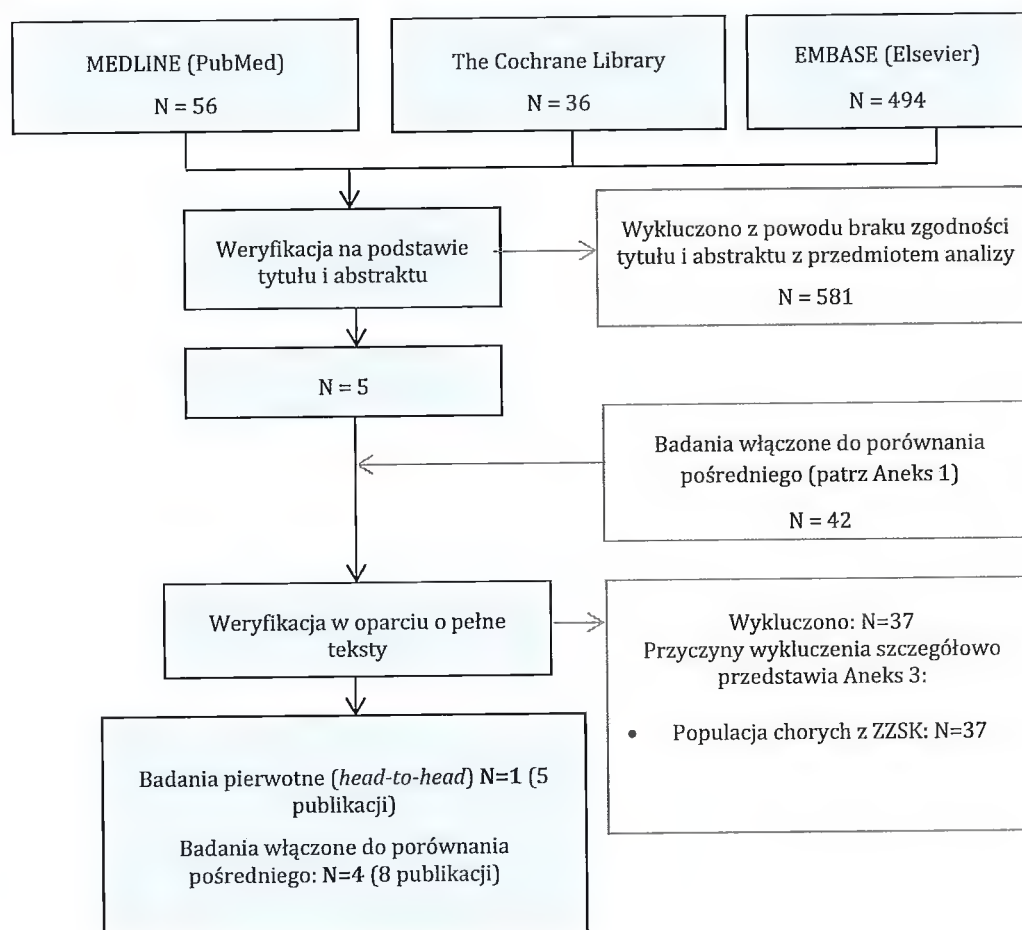 MEDLINE (PubMed)
N = 56
The Cochrane Library
N = 36
EMBASE (Elsevier)
N = 494
Weryfikacja na podstawie
tytułu i abstraktu
Wykluczono z powodu braku zgodności
tytułu i abstraktu z przedmiotem analizy
N = 581
N = 5
Badania włączone do porównania
pośredniego (patrz Aneks 1)
N = 42
Weryfikacja w oparciu o pełne
teksty
Wykluczono: N=37
Przyczyny wykluczenia szczegółowo
przedstawia Aneks 3:
• Populacja chorych z ZZSK: N=37
Badania pierwotne (head-to-head) N=1 (5
publikacji)
Badania włączone do porównania
pośredniego: N=4 (8 publikacji)